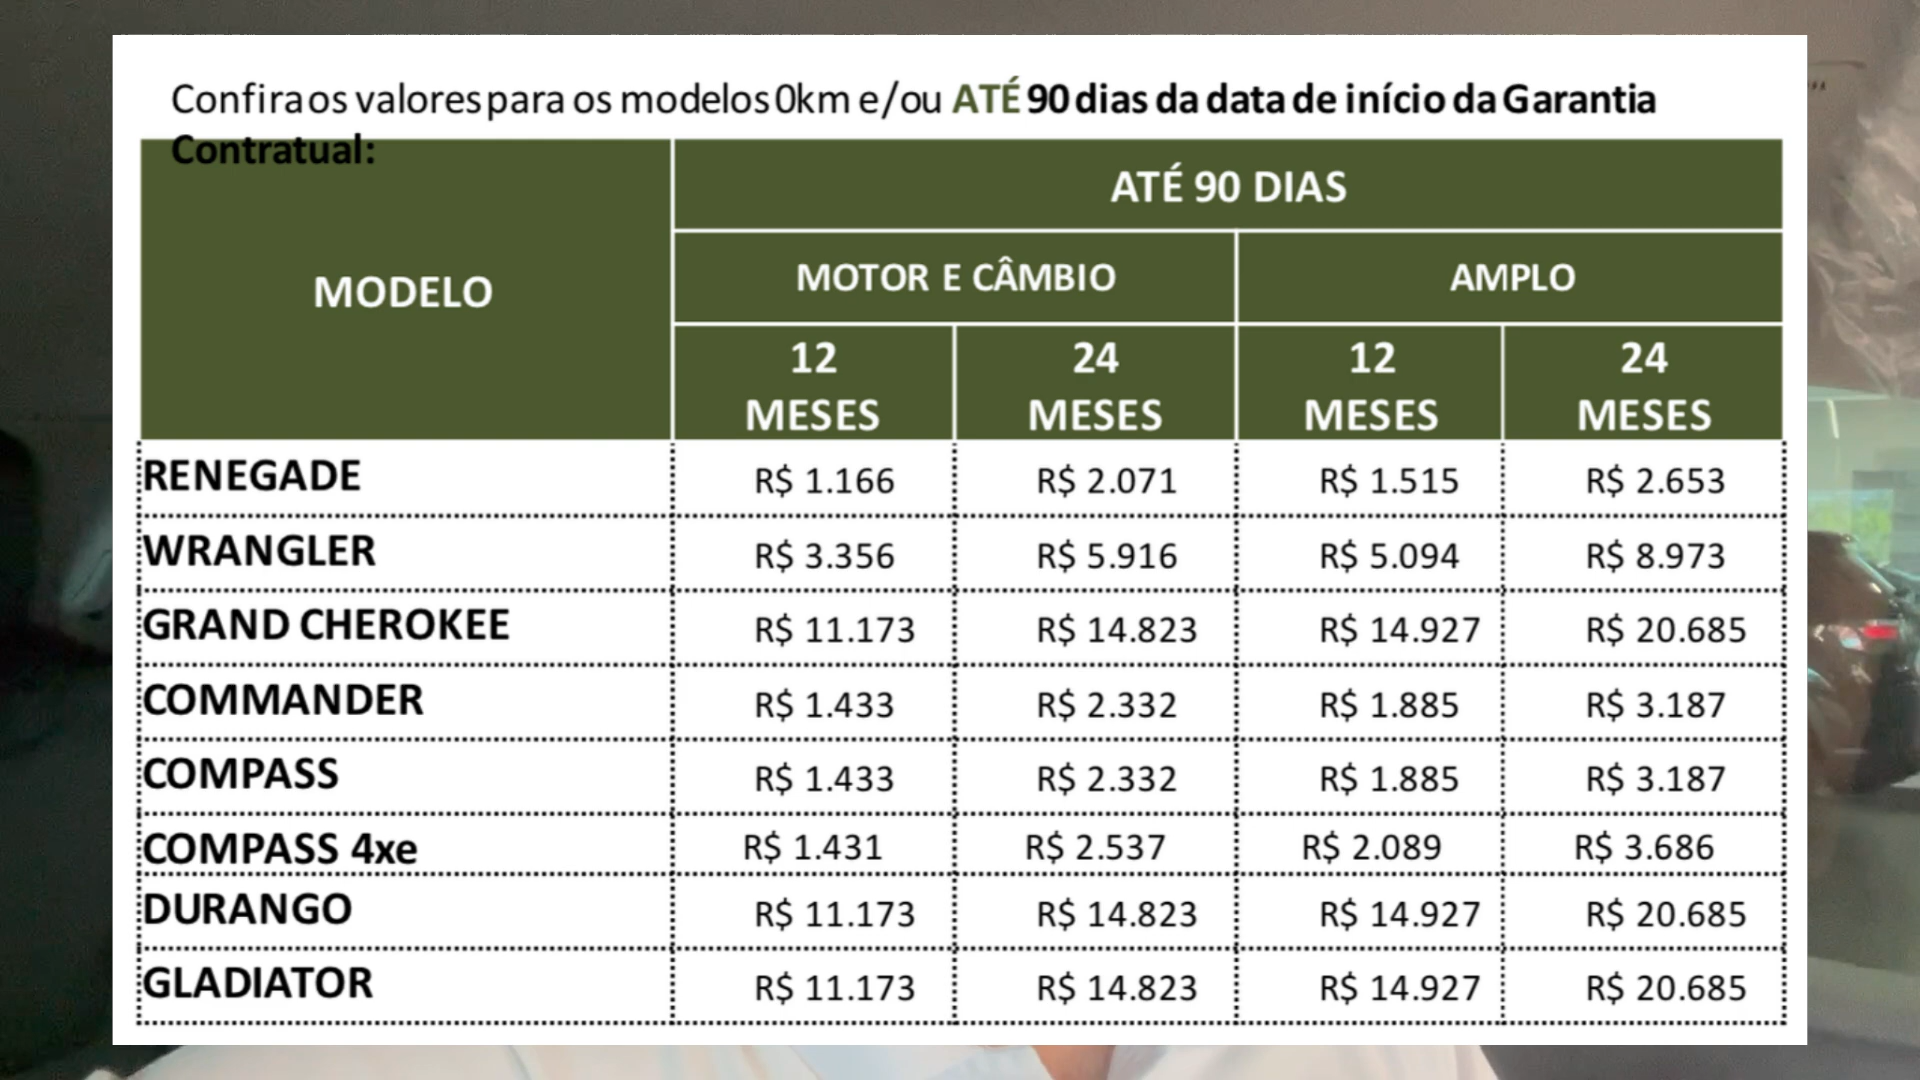 Confira os valores para os modelos 0km e/ou ATÉ 90 dias da data de início da Garantia
Contratual:
MODELO
ATÉ 90 DIAS
MOTOR E CÂMBIO AMPLO
12 MESES 24 MESES 12 MESES 24 MESES
RENEGADE R$ 1.166 R$ 2.071 R$ 1.515 R$ 2.653
WRANGLER R$ 3.356 R$ 5.916 R$ 5.094 R$ 8.973
GRAND CHEROKEE R$ 11.173 R$ 14.823 R$ 14.927 R$ 20.685
COMMANDER R$ 1.433 R$ 2.332 R$ 1.885 R$ 3.187
COMPASS R$ 1.433 R$ 2.332 R$ 1.885 R$ 3.187
COMPASS 4xe R$ 1.431 R$ 2.537 R$ 2.089 R$ 3.686
DURANGO R$ 11.173 R$ 14.823 R$ 14.927 R$ 20.685
GLADIATOR R$ 11.173 R$ 14.823 R$ 14.927 R$ 20.685